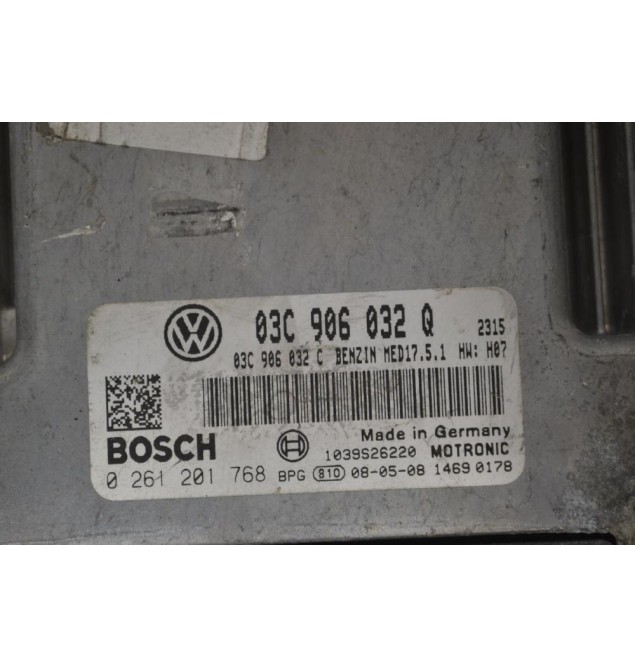 03C 906 032 Q 2315
03C 906 032 C BENZIN MED17.5.1 HW: H07
BOSCH
Made in Germany
1039S26220 MOTRONIC
0 261 201 768 BPG 810 08-05-08 1469 0178